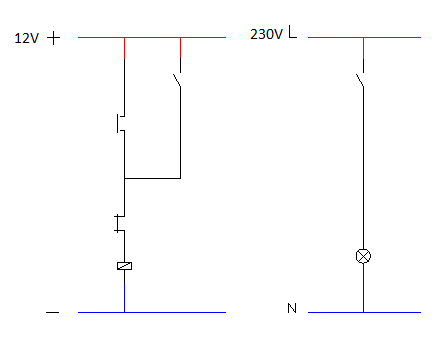 12V +
230V L
–
N